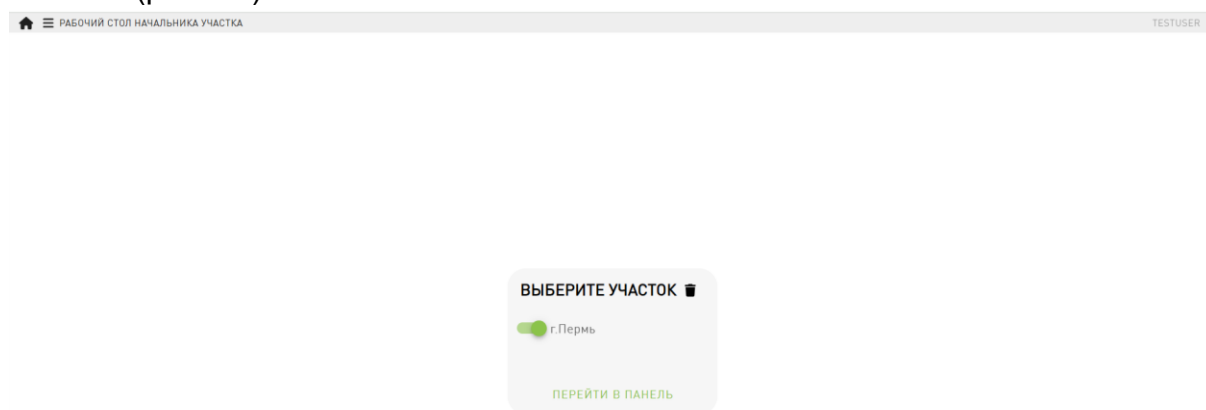 РАБОЧИЙ СТОЛ НАЧАЛЬНИКА УЧАСТКА
TESTUSER
ВЫБЕРИТЕ УЧАСТОК
г.Пермь
ПЕРЕЙТИ В ПАНЕЛЬ